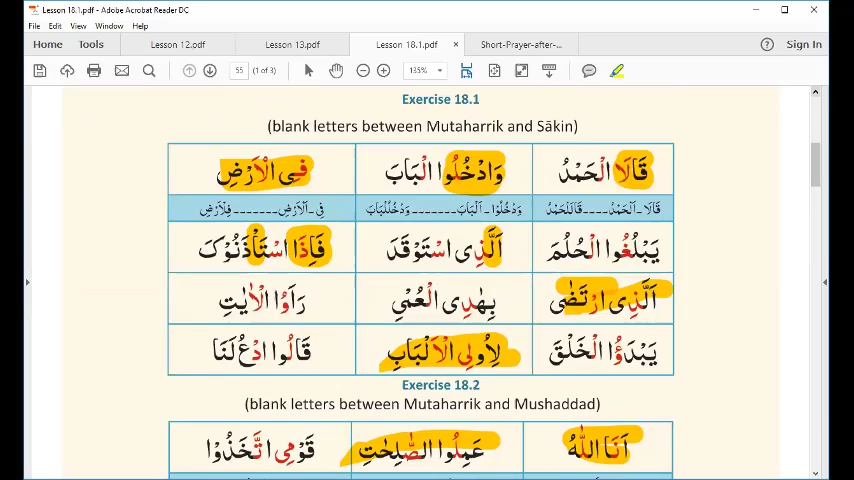 Lesson 18.1.pdf - Adobe Acrobat Reader DC
File Edit View Window Help
Home Tools Lesson 12.pdf Lesson 13.pdf Lesson 18.1.pdf × Short-Prayer-after-... Sign In
55 (1 of 3) 135%
Exercise 18.1
(blank letters between Mutaharrik and Sākin)
قَالَا الْحَمْدُ وَادْخُلُوا الْبَابَ فِى الْاَرْضِ
قَالَا-اَلْحَمْدُ----قَالَلْحَمْدُ وَدْخُلُوْا-اَلْبَابَ-------وَدْخُلُلْبَابَ فِى-اَلْاَرْضِ-------فِلْاَرْضِ
يَبْلُغُوا الْحُلُمَ اَلَّذِى اسْتَوْقَدَ فَاِذَا اسْتَاْذَنُوْكَ
اَلَّذِى ارْتَضٰى بِهٰدِى الْعُمْىِ رَاَوُا الْاٰيٰتِ
يَبْدَؤُا الْخَلْقَ لِاُولِى الْاَلْبَابِ قَالُوا ادْعُ لَنَا
Exercise 18.2
(blank letters between Mutaharrik and Mushaddad)
اَنَا اللّٰهُ عَمِلُوا الصّٰلِحٰتِ قَوْمِى اتَّخَذُوْا